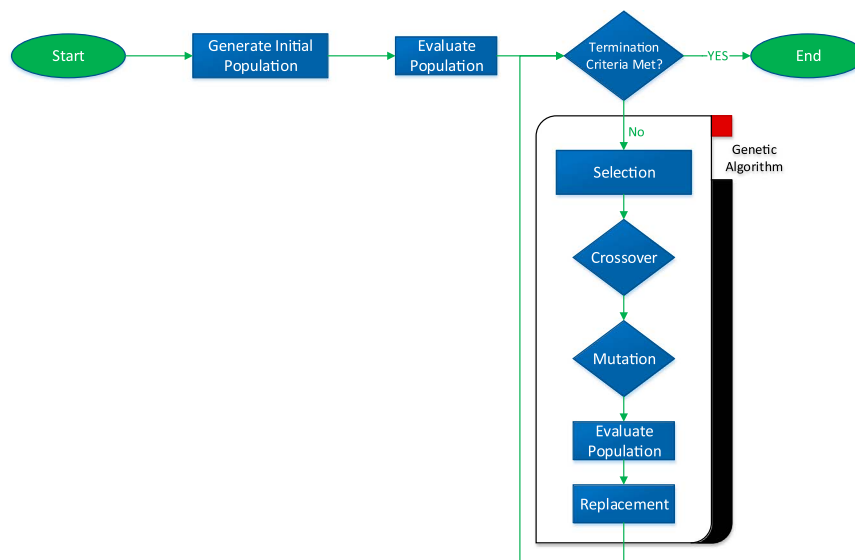 Start
Generate Initial
Population
Evaluate
Population
Termination
Criteria Met?
YES
End
No
Genetic
Algorithm
Selection
Crossover
Mutation
Evaluate
Population
Replacement